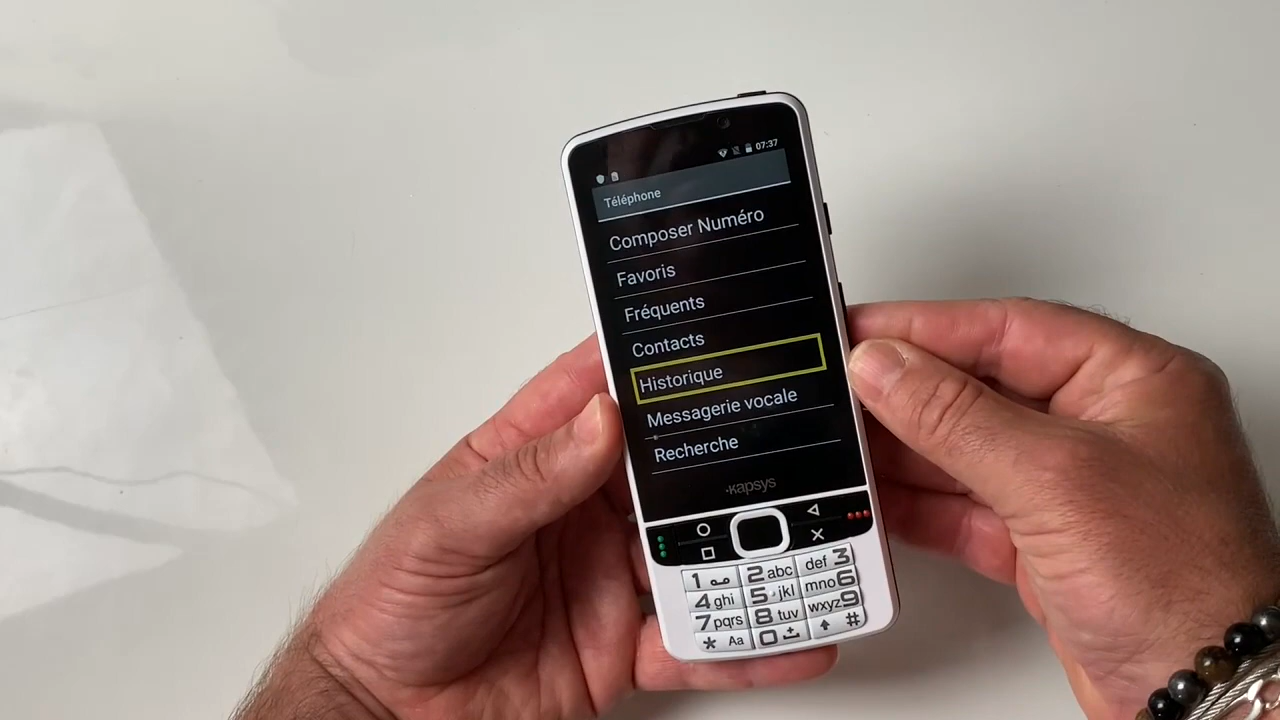 07:37
Téléphone
Composer Numéro
Favoris
Fréquents
Contacts
Historique
Messagerie vocale
Recherche
kapsys
1 2 abc def 3
4 ghi 5 jkl mno 6
7 pqrs 8 tuv wxyz 9
* Aa 0 #